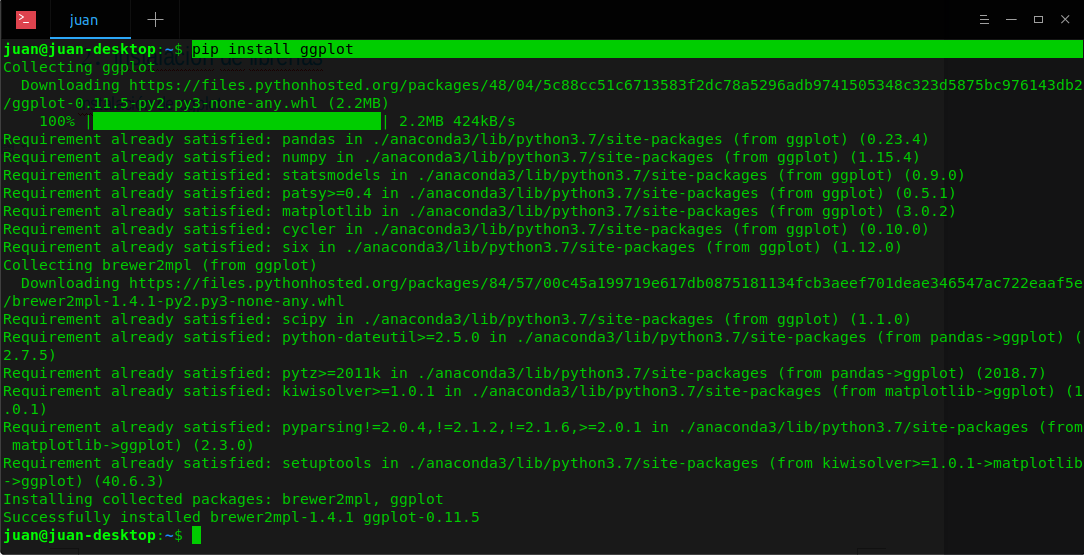 juan
juan@juan-desktop:~$ pip install ggplot
Collecting ggplot
  Downloading https://files.pythonhosted.org/packages/48/04/5c88cc51c6713583f2dc78a5296adb9741505348c323d5875bc976143db2
/ggplot-0.11.5-py2.py3-none-any.whl (2.2MB)
    100% |████████████████████████████████| 2.2MB 424kB/s
Requirement already satisfied: pandas in ./anaconda3/lib/python3.7/site-packages (from ggplot) (0.23.4)
Requirement already satisfied: numpy in ./anaconda3/lib/python3.7/site-packages (from ggplot) (1.15.4)
Requirement already satisfied: statsmodels in ./anaconda3/lib/python3.7/site-packages (from ggplot) (0.9.0)
Requirement already satisfied: patsy>=0.4 in ./anaconda3/lib/python3.7/site-packages (from ggplot) (0.5.1)
Requirement already satisfied: matplotlib in ./anaconda3/lib/python3.7/site-packages (from ggplot) (3.0.2)
Requirement already satisfied: cycler in ./anaconda3/lib/python3.7/site-packages (from ggplot) (0.10.0)
Requirement already satisfied: six in ./anaconda3/lib/python3.7/site-packages (from ggplot) (1.12.0)
Collecting brewer2mpl (from ggplot)
  Downloading https://files.pythonhosted.org/packages/84/57/00c45a199719e617db0875181134fcb3aeef701deae346547ac722eaaf5e
/brewer2mpl-1.4.1-py2.py3-none-any.whl
Requirement already satisfied: scipy in ./anaconda3/lib/python3.7/site-packages (from ggplot) (1.1.0)
Requirement already satisfied: python-dateutil>=2.5.0 in ./anaconda3/lib/python3.7/site-packages (from pandas->ggplot) (
2.7.5)
Requirement already satisfied: pytz>=2011k in ./anaconda3/lib/python3.7/site-packages (from pandas->ggplot) (2018.7)
Requirement already satisfied: kiwisolver>=1.0.1 in ./anaconda3/lib/python3.7/site-packages (from matplotlib->ggplot) (1
.0.1)
Requirement already satisfied: pyparsing!=2.0.4,!=2.1.2,!=2.1.6,>=2.0.1 in ./anaconda3/lib/python3.7/site-packages (from
 matplotlib->ggplot) (2.3.0)
Requirement already satisfied: setuptools in ./anaconda3/lib/python3.7/site-packages (from kiwisolver>=1.0.1->matplotlib
->ggplot) (40.6.3)
Installing collected packages: brewer2mpl, ggplot
Successfully installed brewer2mpl-1.4.1 ggplot-0.11.5
juan@juan-desktop:~$